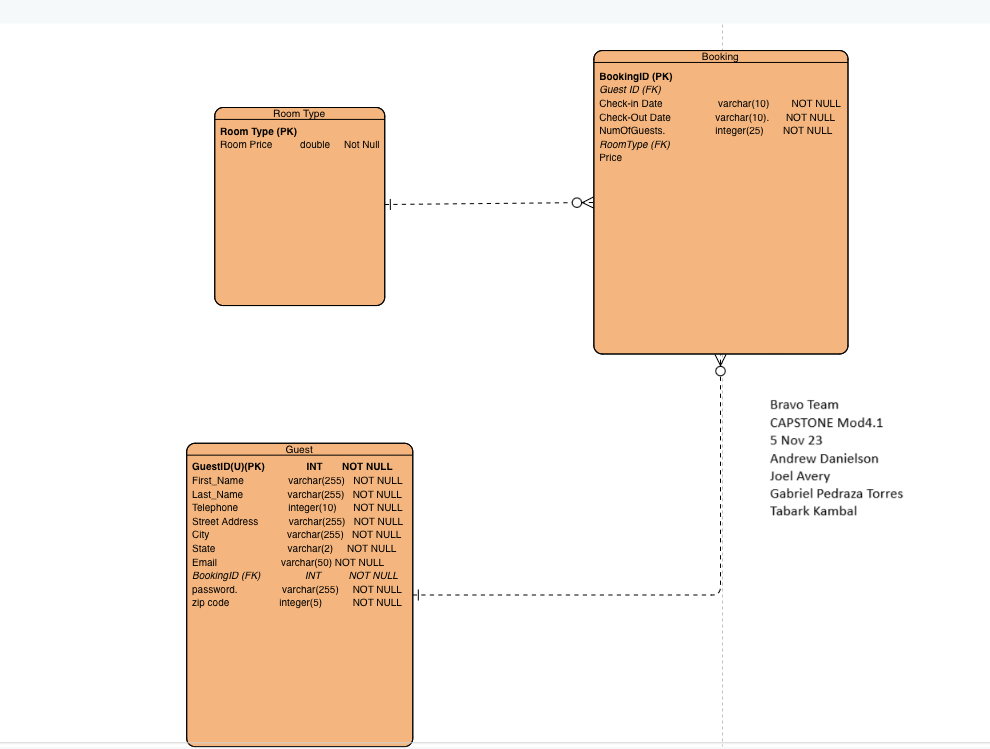 Booking
BookingID (PK)
Guest ID (FK)
Check-in Date varchar(10) NOT NULL
Check-Out Date varchar(10). NOT NULL
NumOfGuests. integer(25) NOT NULL
RoomType (FK)
Price
Room Type
Room Type (PK)
Room Price double Not Null
Bravo Team
CAPSTONE Mod4.1
5 Nov 23
Andrew Danielson
Joel Avery
Gabriel Pedraza Torres
Tabark Kambal
Guest
GuestID(U)(PK) INT NOT NULL
First_Name varchar(255) NOT NULL
Last_Name varchar(255) NOT NULL
Telephone integer(10) NOT NULL
Street Address varchar(255) NOT NULL
City varchar(255) NOT NULL
State varchar(2) NOT NULL
Email varchar(50) NOT NULL
BookingID (FK) INT NOT NULL
password. varchar(255) NOT NULL
zip code integer(5) NOT NULL